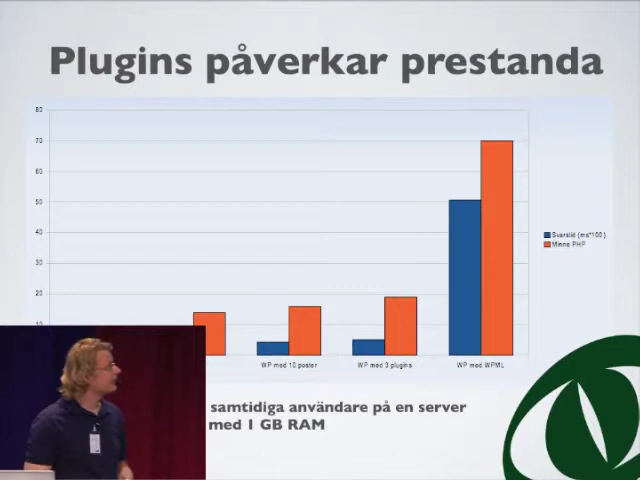 Plugins påverkar prestanda
80
70
60
50
40
30
20
10
Svarstid (ms*100)
Minne PHP
WP med 10 poster
WP med 3 plugins
WP med WPML
samtidiga användare på en server
med 1 GB RAM